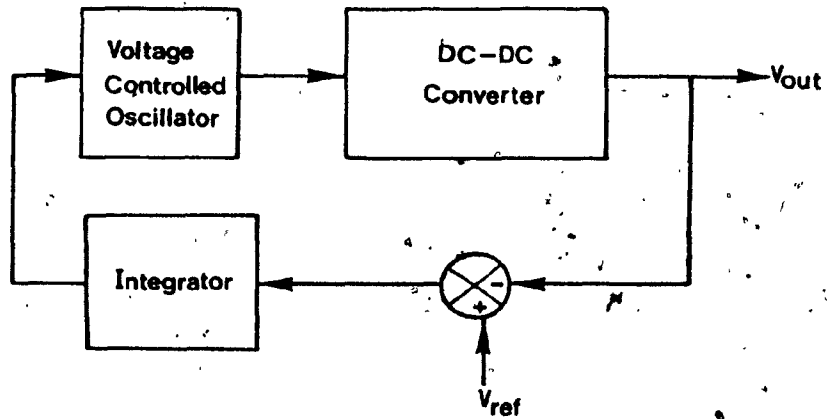 Voltage
Controlled
Oscillator
DC-DC
Converter
Vout
Integrator
-
+
Vref